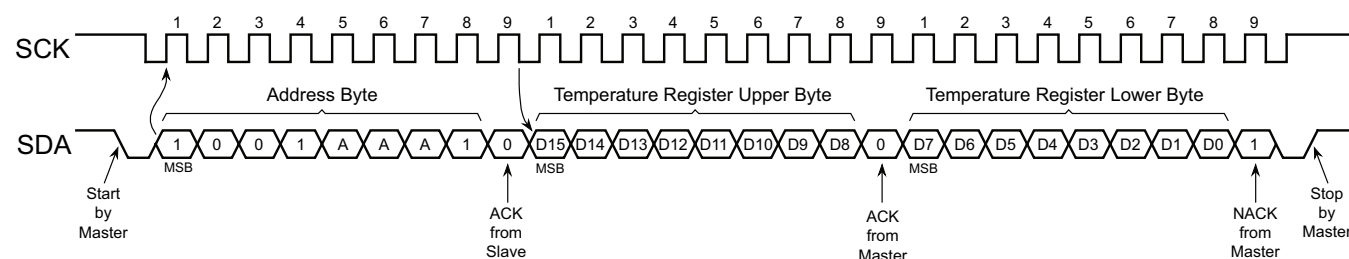 1 2 3 4 5 6 7 8 9 1 2 3 4 5 6 7 8 9 1 2 3 4 5 6 7 8 9
SCK
Address Byte Temperature Register Upper Byte Temperature Register Lower Byte
SDA 1 0 0 1 A A A 1 0 D15 D14 D13 D12 D11 D10 D9 D8 0 D7 D6 D5 D4 D3 D2 D1 D0 1
MSB MSB MSB
Start
by
Master
ACK
from
Slave
ACK
from
Master
NACK
from
Master
Stop
by
Master